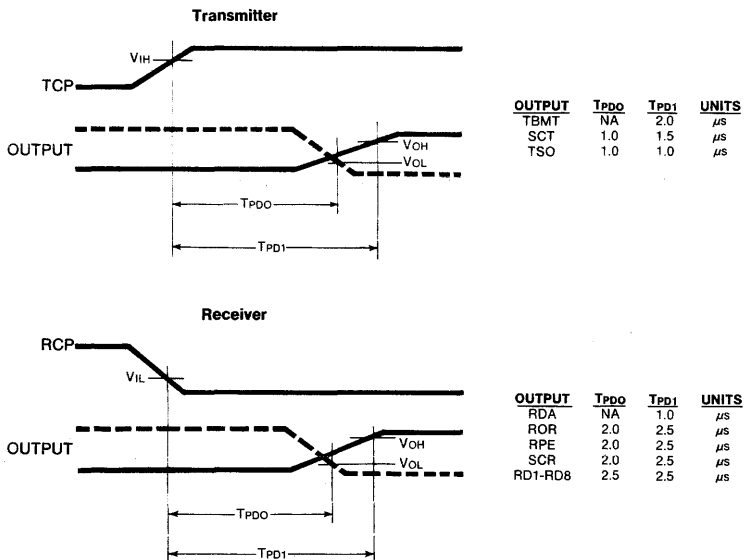 Transmitter
VIH
TCP
OUTPUT
VOH
VOL
TPDO
TPD1
OUTPUT TPDO TPD1 UNITS
TBMT NA 2.0 µs
SCT 1.0 1.5 µs
TSO 1.0 1.0 µs
Receiver
RCP
VIL
OUTPUT
VOH
VOL
TPDO
TPD1
OUTPUT TPDO TPD1 UNITS
RDA NA 1.0 µs
ROR 2.0 2.5 µs
RPE 2.0 2.5 µs
SCR 2.0 2.5 µs
RD1-RD8 2.5 2.5 µs